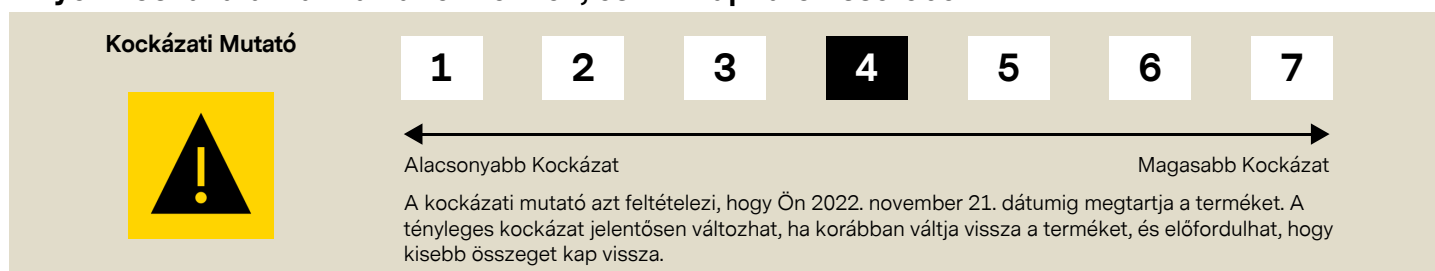 Kockázati Mutató
1 2 3 4 5 6 7
Alacsonyabb Kockázat Magasabb Kockázat
A kockázati mutató azt feltételezi, hogy Ön 2022. november 21. dátumig megtartja a terméket. A
tényleges kockázat jelentősen változhat, ha korábban váltja vissza a terméket, és előfordulhat, hogy
kisebb összeget kap vissza.